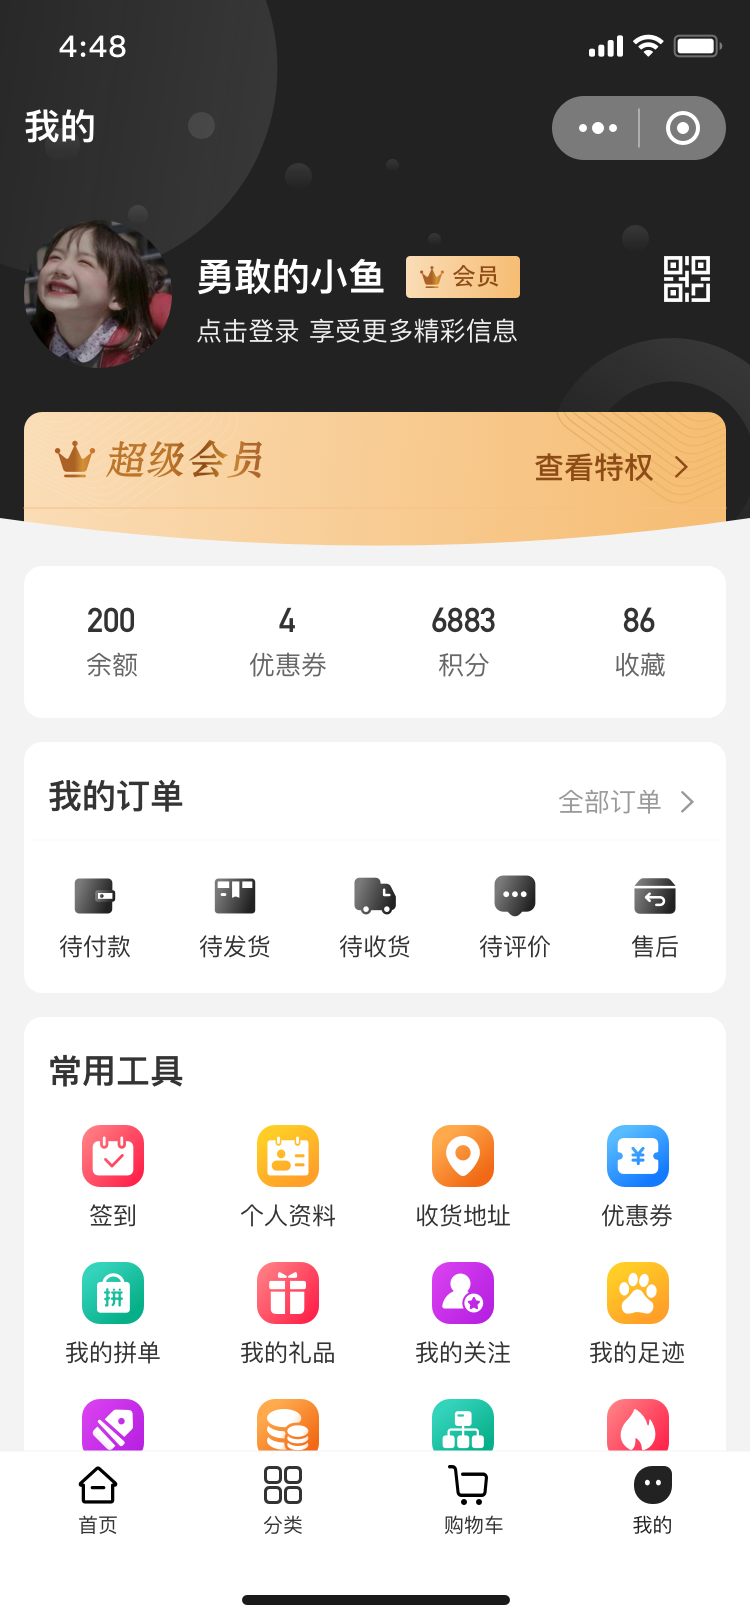 4:48
我的
勇敢的小鱼 会员
点击登录 享受更多精彩信息
超级会员 查看特权
200 4 6883 86
余额 优惠券 积分 收藏
我的订单 全部订单
待付款 待发货 待收货 待评价 售后
常用工具
¥
签到 个人资料 收货地址 优惠券
拼
我的拼单 我的礼品 我的关注 我的足迹
首页 分类 购物车 我的